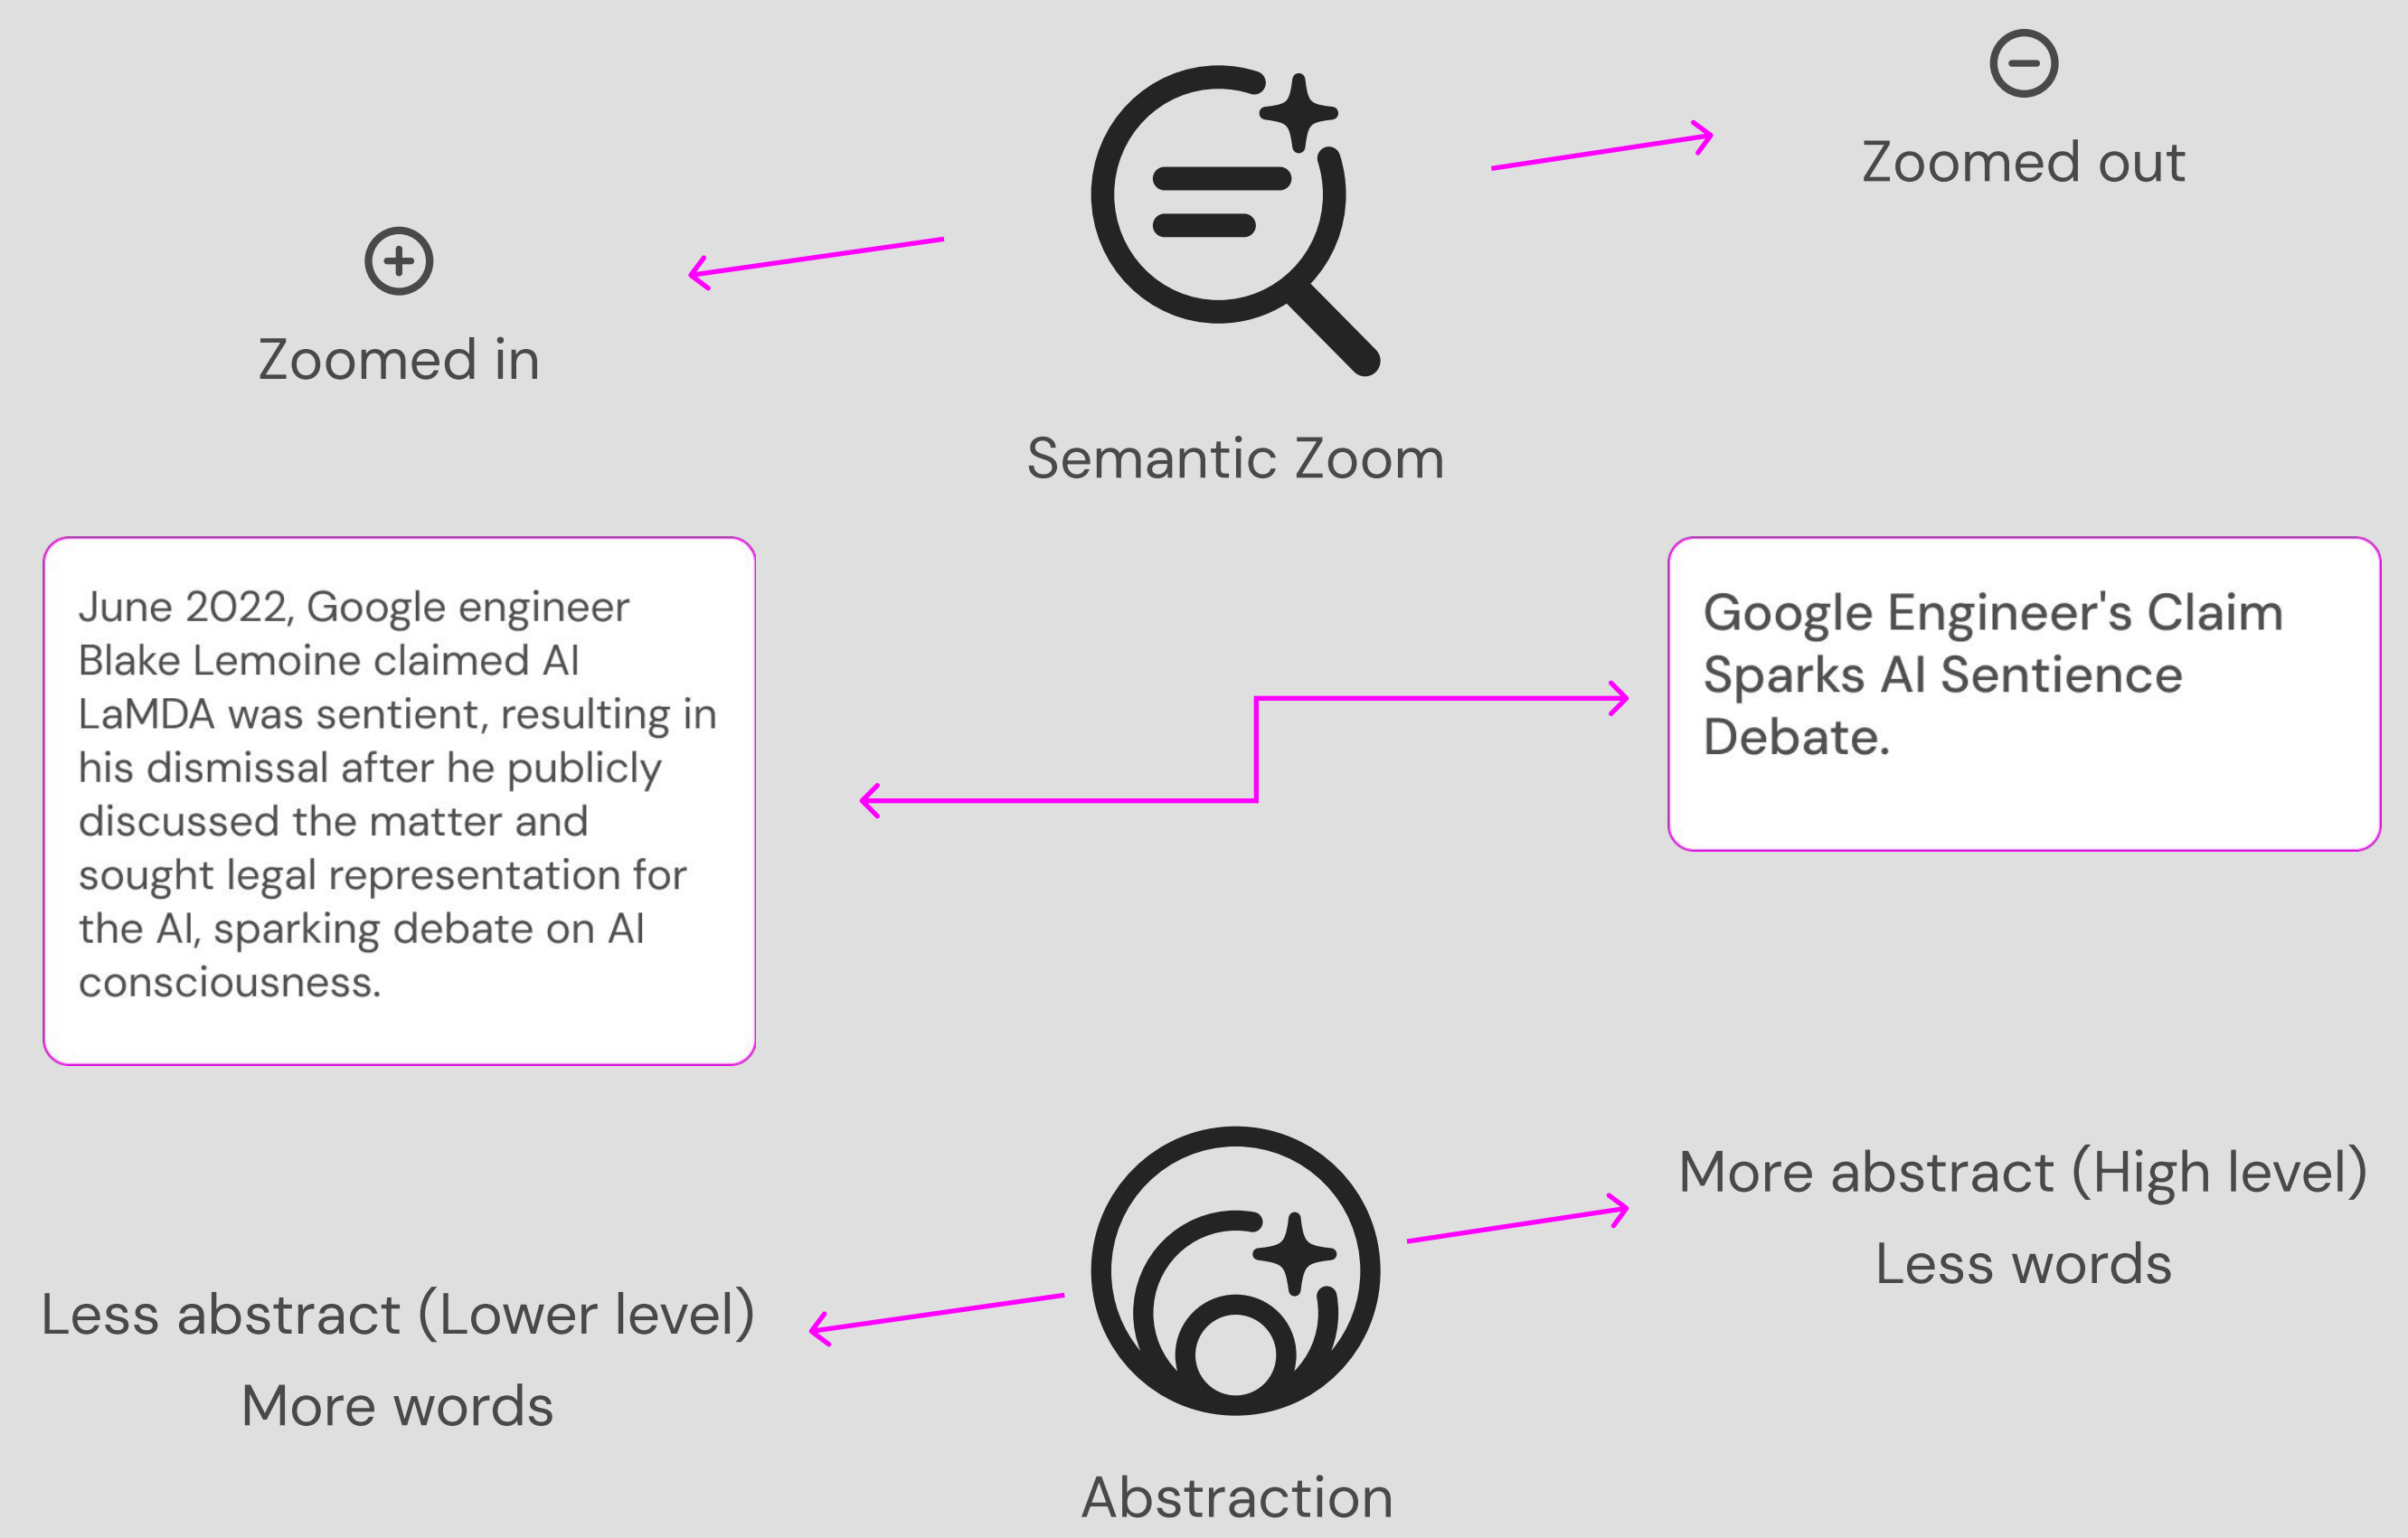 Zoomed out
Zoomed in
Semantic Zoom
June 2022, Google engineer
Blake Lemoine claimed AI
LaMDA was sentient, resulting in
his dismissal after he publicly
discussed the matter and
sought legal representation for
the AI, sparking debate on AI
consciousness.
Google Engineer's Claim
Sparks AI Sentience
Debate.
More abstract (High level)
Less words
Less abstract (Lower level)
More words
Abstraction